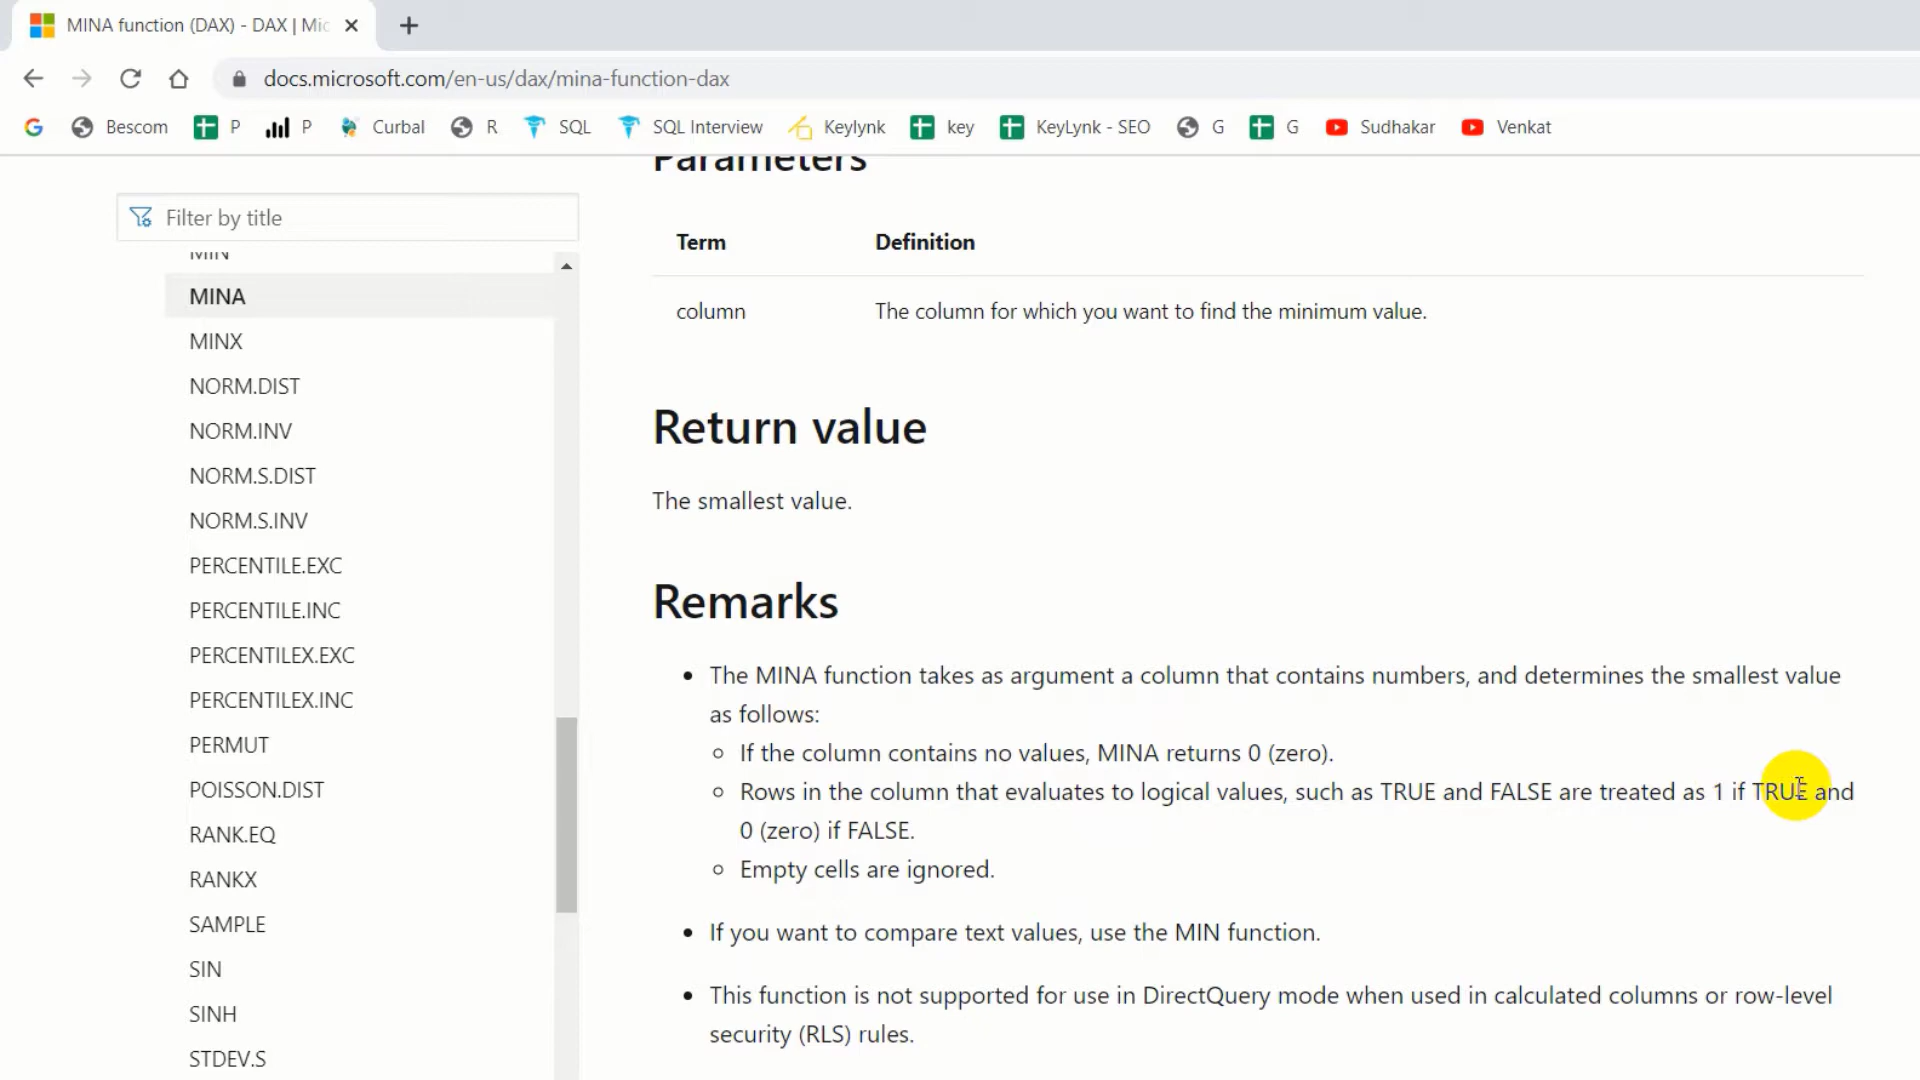 MINA function (DAX) - DAX | Mic
docs.microsoft.com/en-us/dax/mina-function-dax
Bescom P P Curbal R SQL SQL Interview Keylynk key KeyLynk - SEO G G Sudhakar Venkat
Parameters
Filter by title
MIN
MINA
MINX
NORM.DIST
NORM.INV
NORM.S.DIST
NORM.S.INV
PERCENTILE.EXC
PERCENTILE.INC
PERCENTILEX.EXC
PERCENTILEX.INC
PERMUT
POISSON.DIST
RANK.EQ
RANKX
SAMPLE
SIN
SINH
STDEV.S
Term Definition
column The column for which you want to find the minimum value.
Return value
The smallest value.
Remarks
• The MINA function takes as argument a column that contains numbers, and determines the smallest value
as follows:
○ If the column contains no values, MINA returns 0 (zero).
○ Rows in the column that evaluates to logical values, such as TRUE and FALSE are treated as 1 if TRUE and
0 (zero) if FALSE.
○ Empty cells are ignored.
• If you want to compare text values, use the MIN function.
• This function is not supported for use in DirectQuery mode when used in calculated columns or row-level
security (RLS) rules.